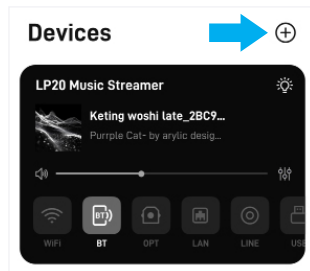 Devices
LP20 Music Streamer
Keting woshi late_2BC9...
Purrple Cat- by arylic desig...
BT))
WiFi BT OPT LAN LINE USB